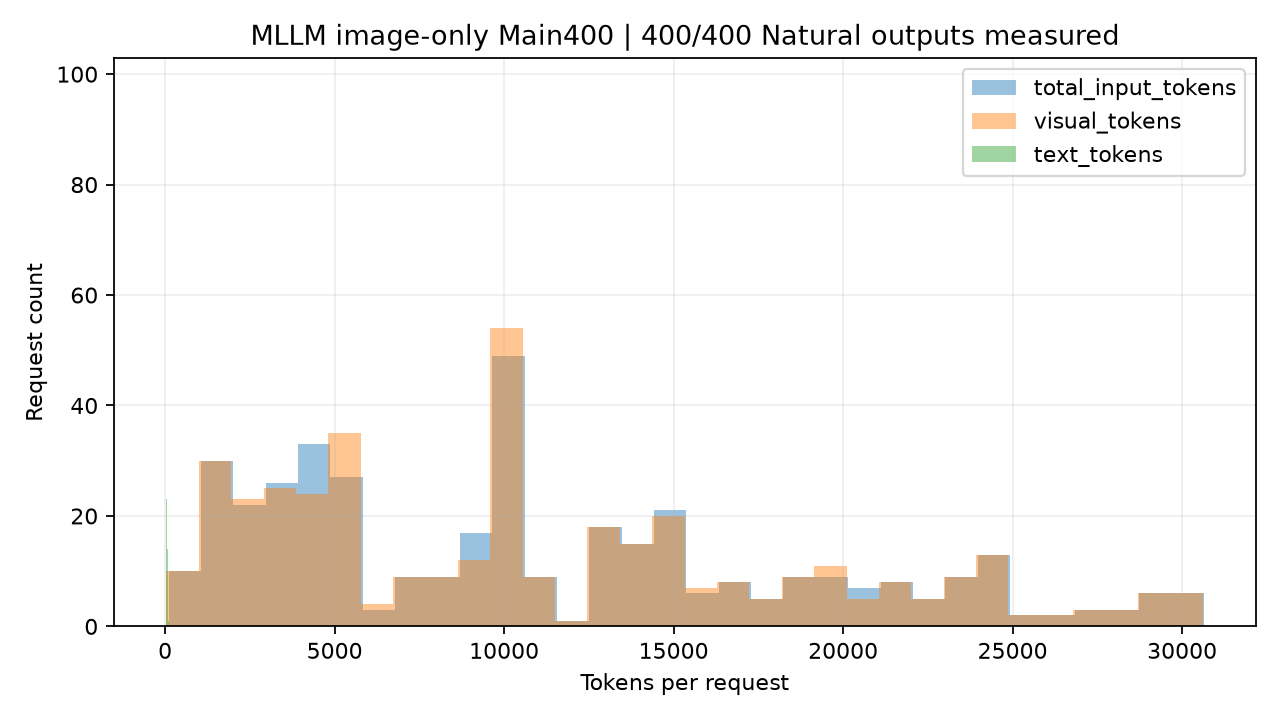 MLLM image-only Main400 | 400/400 Natural outputs measured
total_input_tokens
visual_tokens
text_tokens
Request count
100
80
60
40
20
0
0 5000 10000 15000 20000 25000 30000
Tokens per request